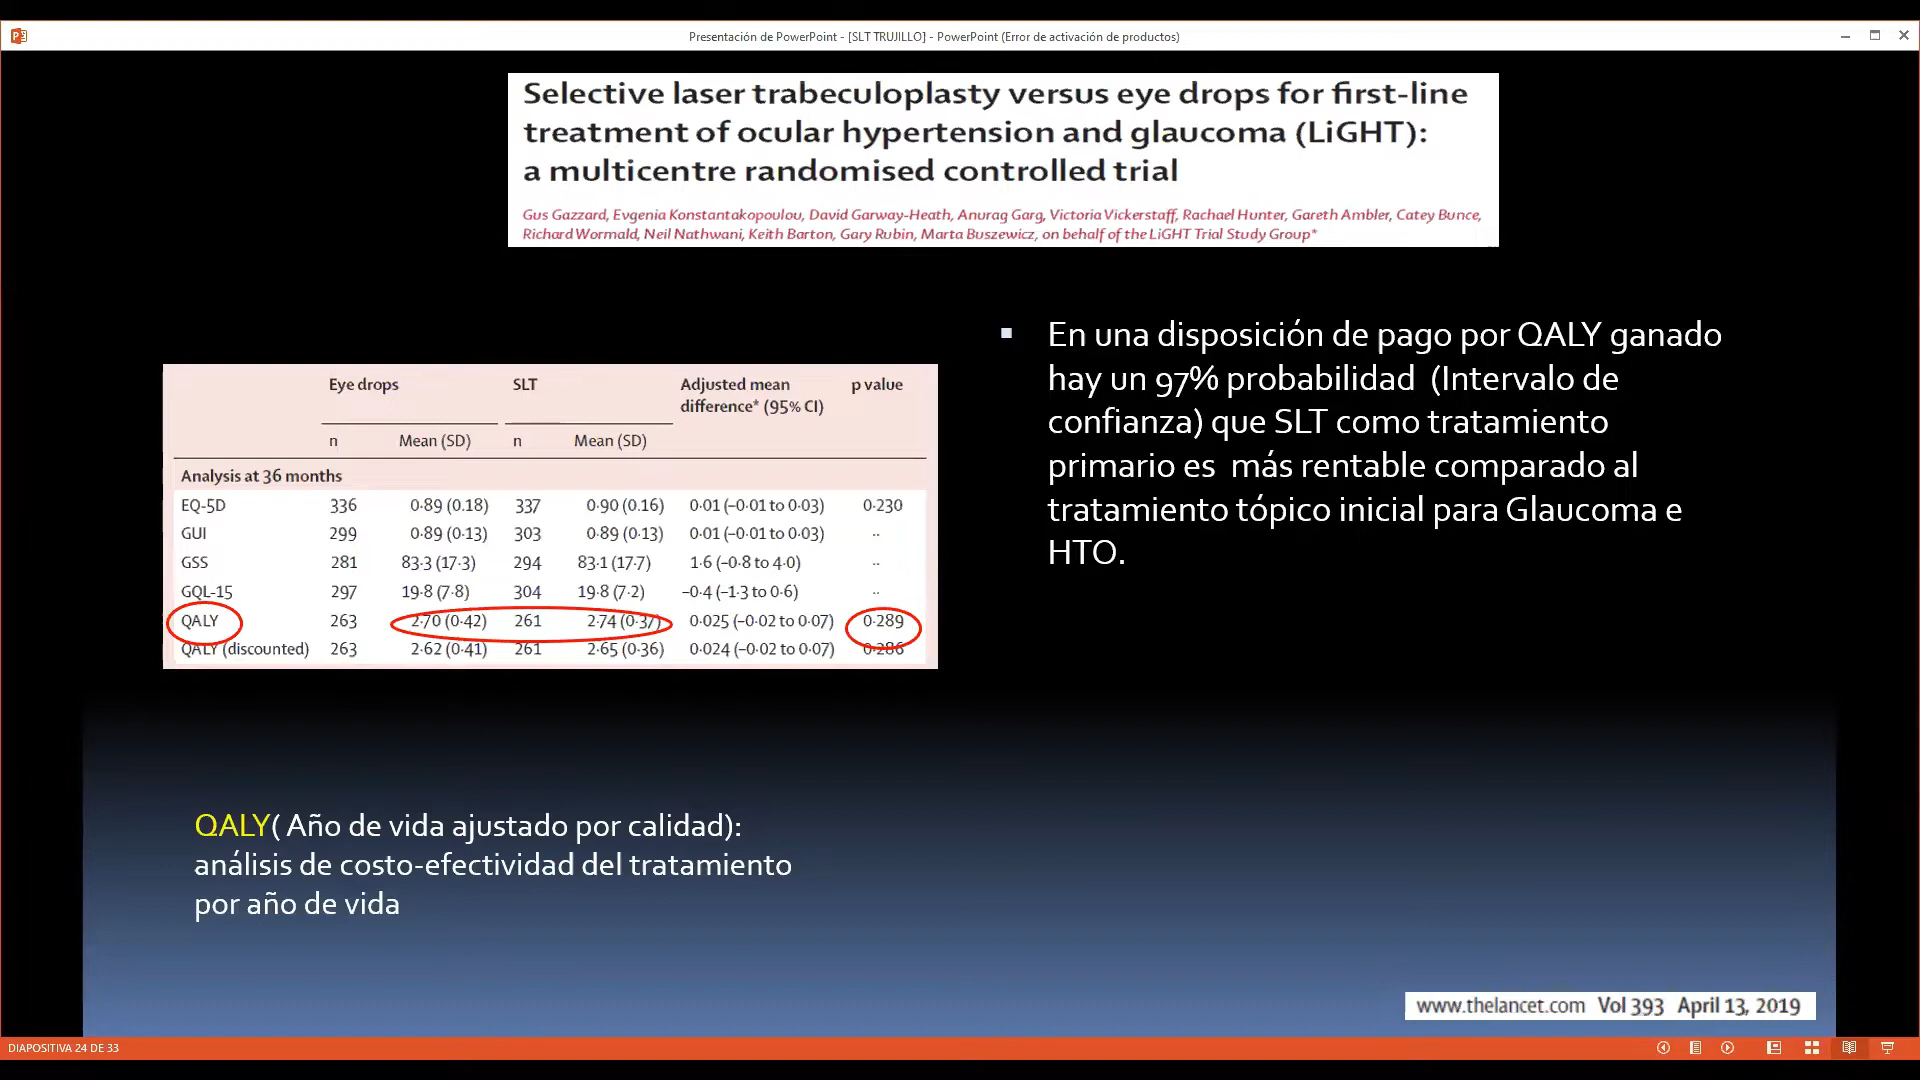 Presentación de PowerPoint - [SLT TRUJILLO] - PowerPoint (Error de activación de productos)
Selective laser trabeculoplasty versus eye drops for first-line
treatment of ocular hypertension and glaucoma (LiGHT):
a multicentre randomised controlled trial
Gus Gazzard, Evgenia Konstantakopoulou, David Garway-Heath, Anurag Garg, Victoria Vickerstaff, Rachael Hunter, Gareth Ambler, Catey Bunce,
Richard Wormald, Neil Nathwani, Keith Barton, Gary Rubin, Marta Buszewicz, on behalf of the LiGHT Trial Study Group*
Eye drops SLT Adjusted mean difference* (95% CI) p value
n Mean (SD) n Mean (SD)
Analysis at 36 months
EQ-5D 336 0·89 (0·18) 337 0·90 (0·16) 0·01 (–0·01 to 0·03) 0·230
GUI 299 0·89 (0·13) 303 0·89 (0·13) 0·01 (–0·01 to 0·03) ··
GSS 281 83·3 (17·3) 294 83·1 (17·7) 1·6 (–0·8 to 4·0) ··
GQL-15 297 19·8 (7·8) 304 19·8 (7·2) –0·4 (–1·3 to 0·6) ··
QALY 263 2·70 (0·42) 261 2·74 (0·37) 0·025 (–0·02 to 0·07) 0·289
QALY (discounted) 263 2·62 (0·41) 261 2·65 (0·36) 0·024 (–0·02 to 0·07) 0·286
▪ En una disposición de pago por QALY ganado
hay un 97% probabilidad (Intervalo de
confianza) que SLT como tratamiento
primario es más rentable comparado al
tratamiento tópico inicial para Glaucoma e
HTO.
QALY( Año de vida ajustado por calidad):
análisis de costo-efectividad del tratamiento
por año de vida
www.thelancet.com Vol 393 April 13, 2019
DIAPOSITIVA 24 DE 33